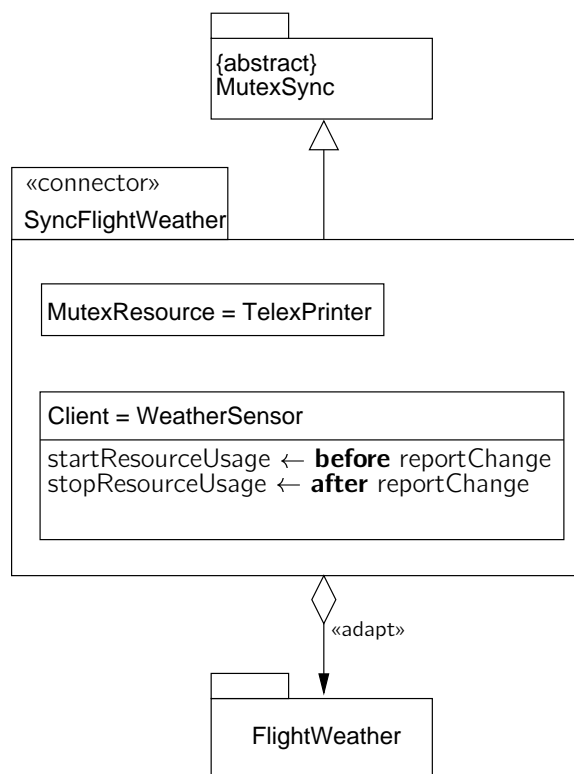 {abstract}
MutexSync
«connector»
SyncFlightWeather
MutexResource = TelexPrinter
Client = WeatherSensor
startResourceUsage ← before reportChange
stopResourceUsage ← after reportChange
«adapt»
FlightWeather